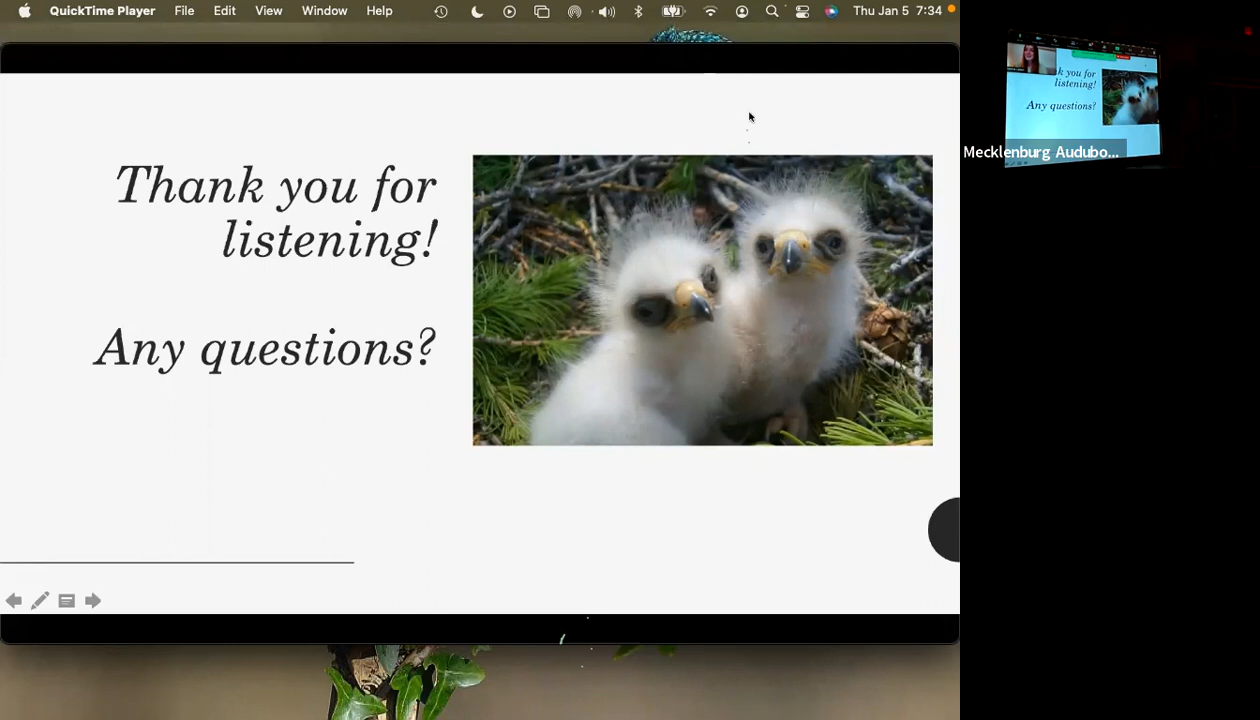 QuickTime Player File Edit View Window Help Thu Jan 5 7:34
Thank you for
listening!
Any questions?
k you for
listening!
Any questions?
Mecklenburg Audubo...